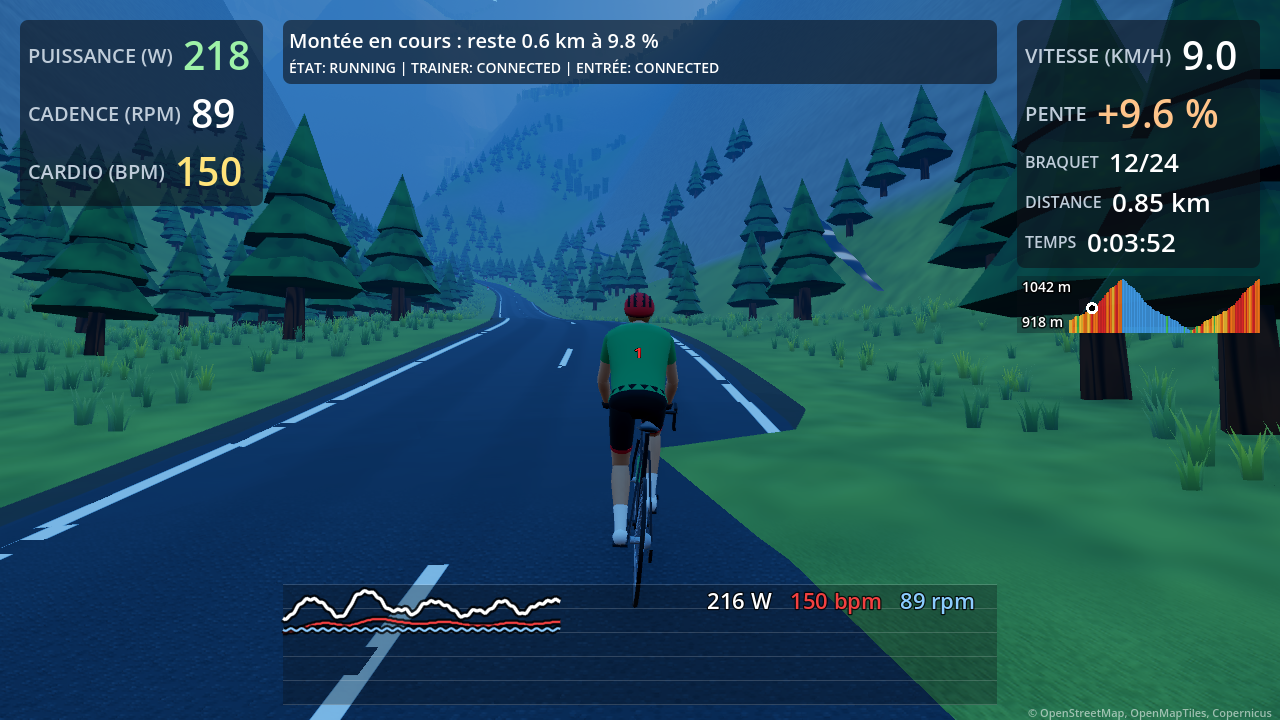 PUISSANCE (W) 218
CADENCE (RPM) 89
CARDIO (BPM) 150
Montée en cours : reste 0.6 km à 9.8 %
ÉTAT: RUNNING | TRAINER: CONNECTED | ENTRÉE: CONNECTED
VITESSE (KM/H) 9.0
PENTE +9.6 %
BRAQUET 12/24
DISTANCE 0.85 km
TEMPS 0:03:52
1042 m
918 m
1
216 W 150 bpm 89 rpm
© OpenStreetMap, OpenMapTiles, Copernicus